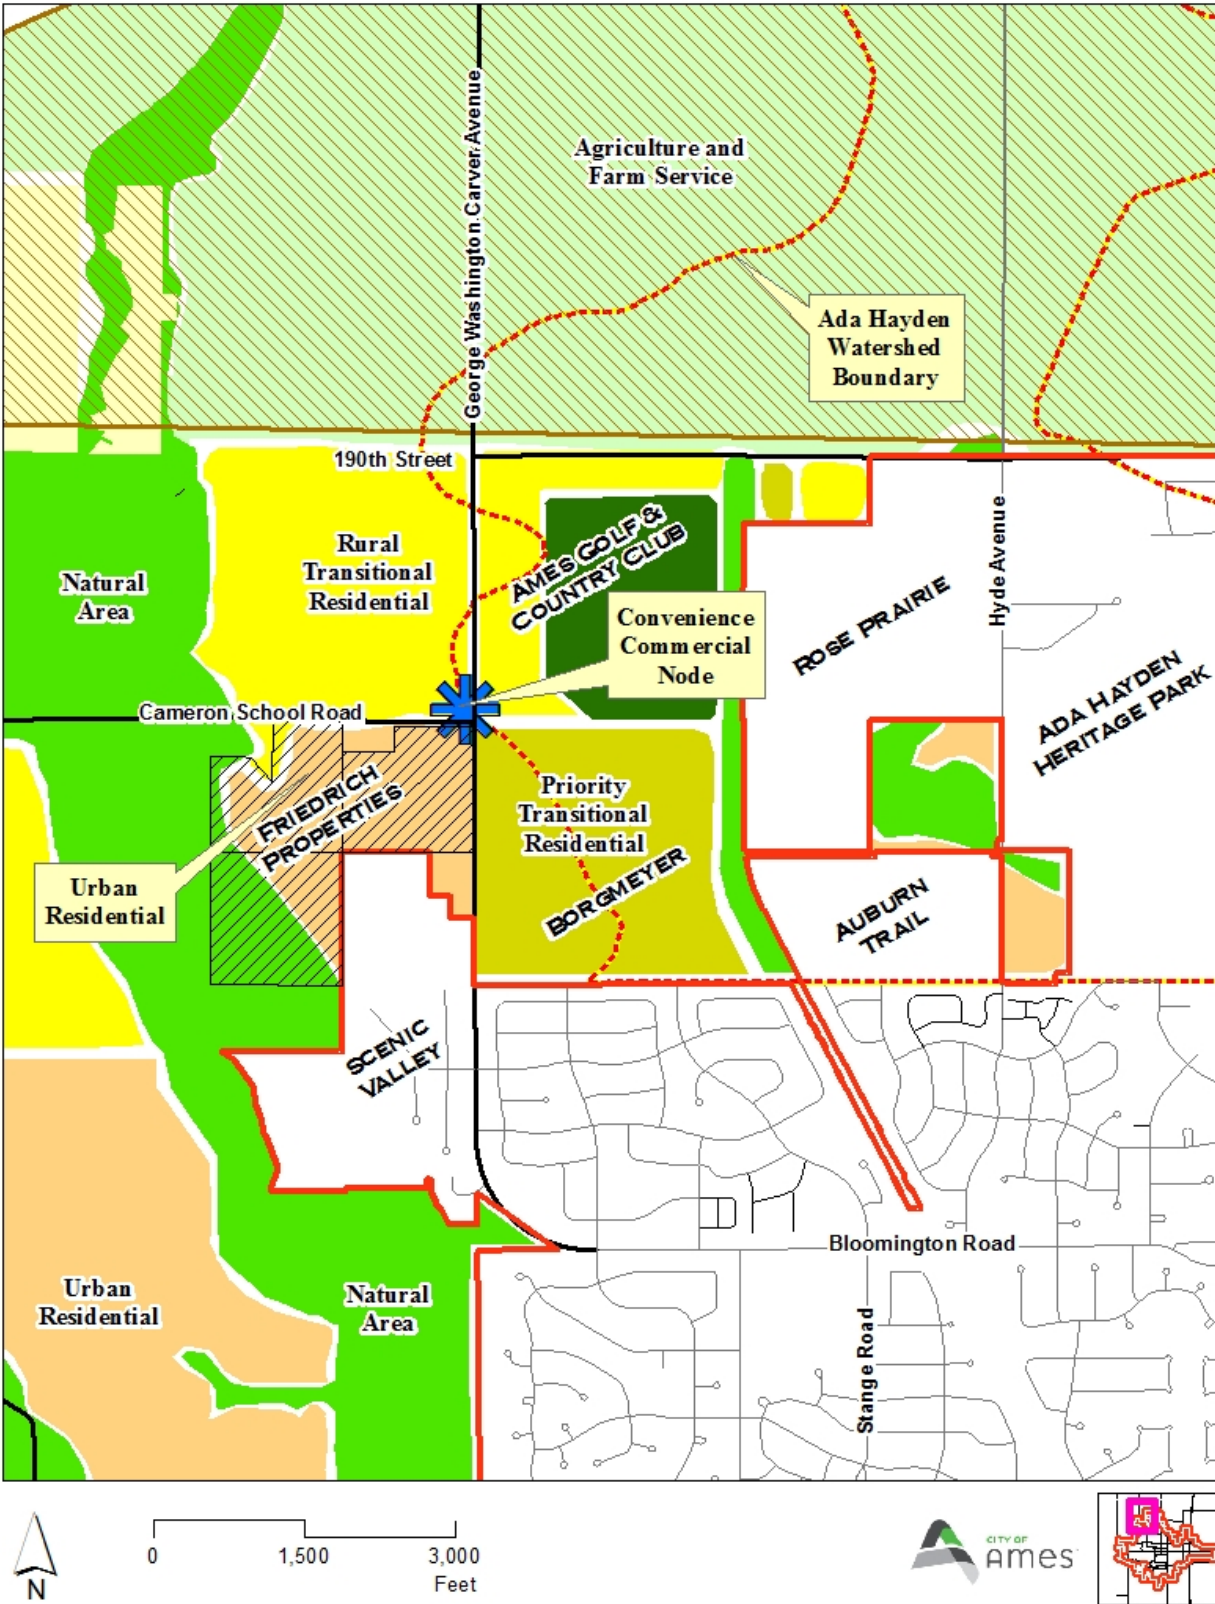 George Washington Carver Avenue
Agriculture and
Farm Service
Ada Hayden
Watershed
Boundary
190th Street
Natural
Area
Rural
Transitional
Residential
AMES GOLF &
COUNTRY CLUB
Convenience
Commercial
Node
ROSE PRAIRIE
Hyde Avenue
ADA HAYDEN
HERITAGE PARK
Cameron School Road
FRIEDRICH
PROPERTIES
Priority
Transitional
Residential
BORGMEYER
Urban
Residential
AUBURN
TRAIL
SCENIC
VALLEY
Bloomington Road
Urban
Residential
Natural
Area
Stange Road
N
0
1,500
3,000
Feet
CITY OF
Ames